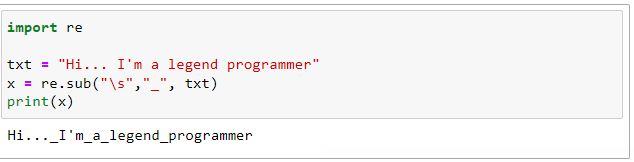 import re
txt = "Hi... I'm a legend programmer"
x = re.sub("\s","_", txt)
print(x)
Hi..._I'm_a_legend_programmer